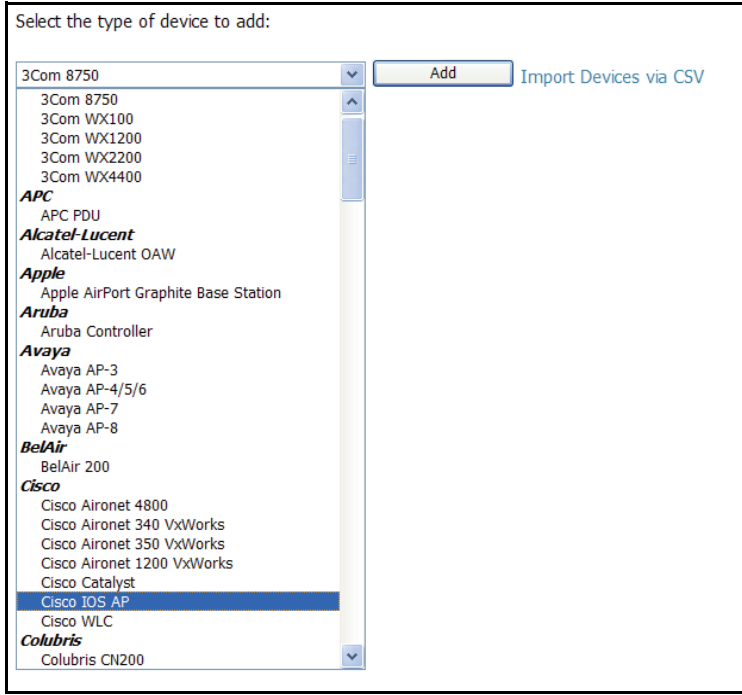 Select the type of device to add:
3Com 8750 Add Import Devices via CSV
3Com 8750
3Com WX100
3Com WX1200
3Com WX2200
3Com WX4400
APC
APC PDU
Alcatel-Lucent
Alcatel-Lucent OAW
Apple
Apple AirPort Graphite Base Station
Aruba
Aruba Controller
Avaya
Avaya AP-3
Avaya AP-4/5/6
Avaya AP-7
Avaya AP-8
BelAir
BelAir 200
Cisco
Cisco Aironet 4800
Cisco Aironet 340 VxWorks
Cisco Aironet 350 VxWorks
Cisco Aironet 1200 VxWorks
Cisco Catalyst
Cisco IOS AP
Cisco WLC
Colubris
Colubris CN200